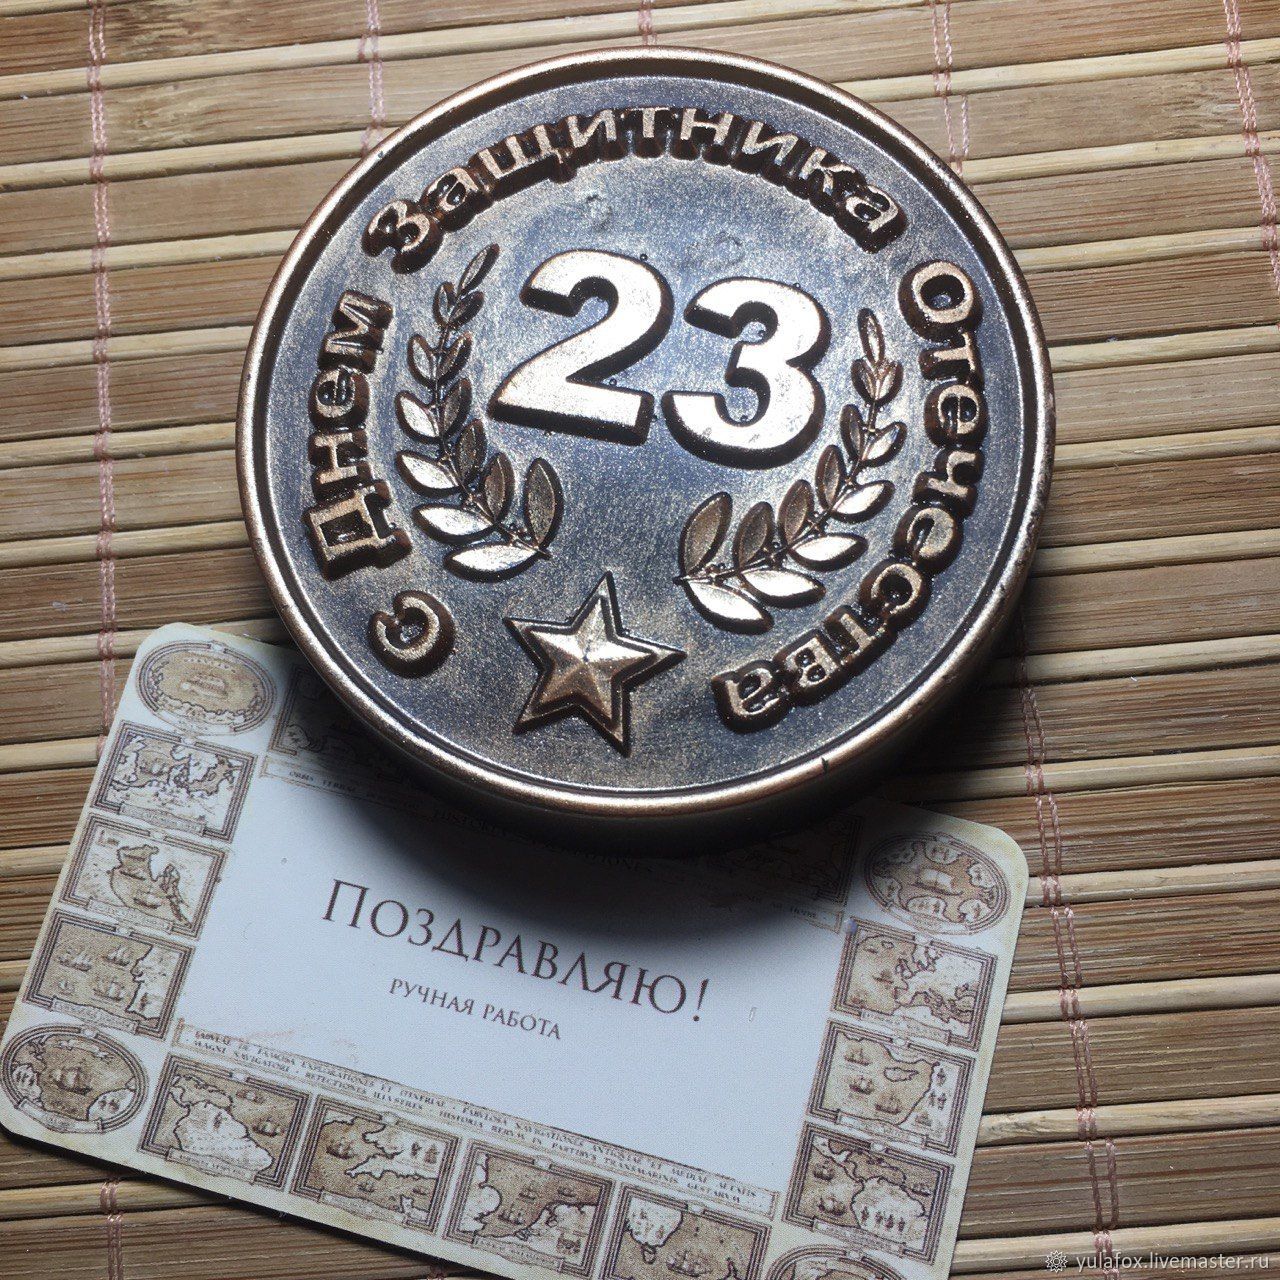 С Днем Защитника Отечества
23
ПОЗДРАВЛЯЮ!
РУЧНАЯ РАБОТА
yulafox.livemaster.ru